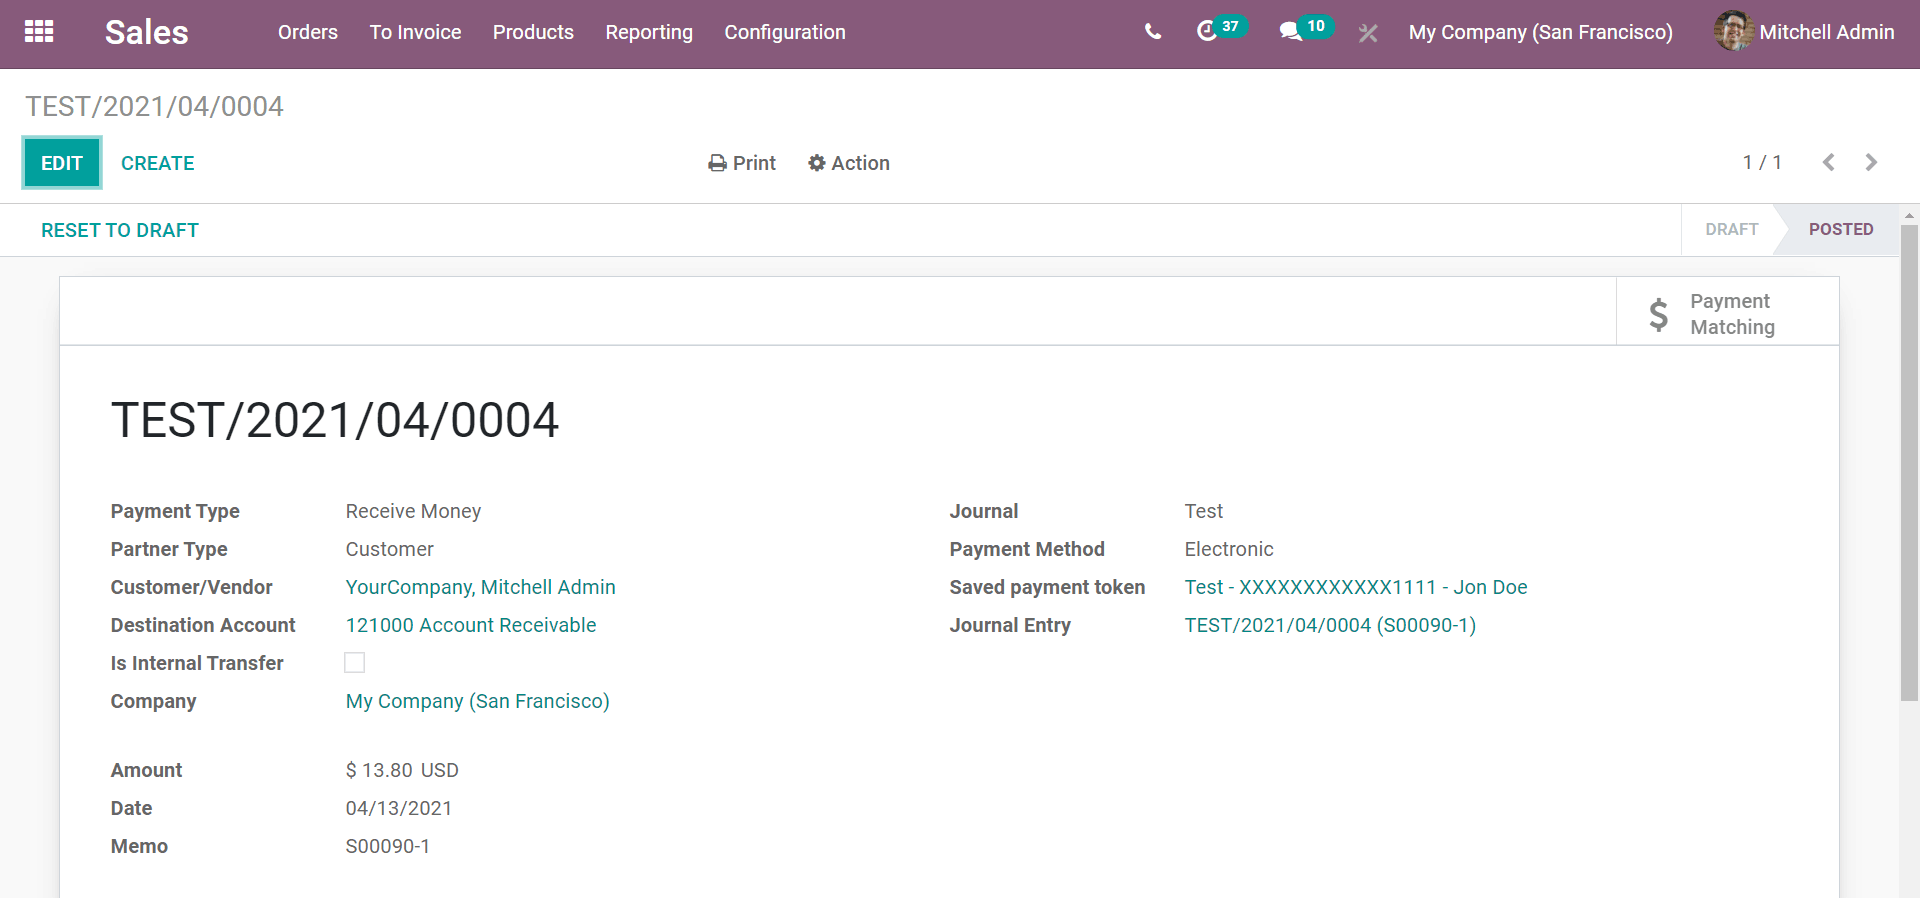 Sales Orders To Invoice Products Reporting Configuration 37 10 My Company (San Francisco) Mitchell Admin
TEST/2021/04/0004
EDIT CREATE Print Action 1 / 1
RESET TO DRAFT DRAFT POSTED
$ Payment
Matching
TEST/2021/04/0004
Payment Type Receive Money Journal Test
Partner Type Customer Payment Method Electronic
Customer/Vendor YourCompany, Mitchell Admin Saved payment token Test - XXXXXXXXXXXX1111 - Jon Doe
Destination Account 121000 Account Receivable Journal Entry TEST/2021/04/0004 (S00090-1)
Is Internal Transfer
Company My Company (San Francisco)
Amount $ 13.80 USD
Date 04/13/2021
Memo S00090-1